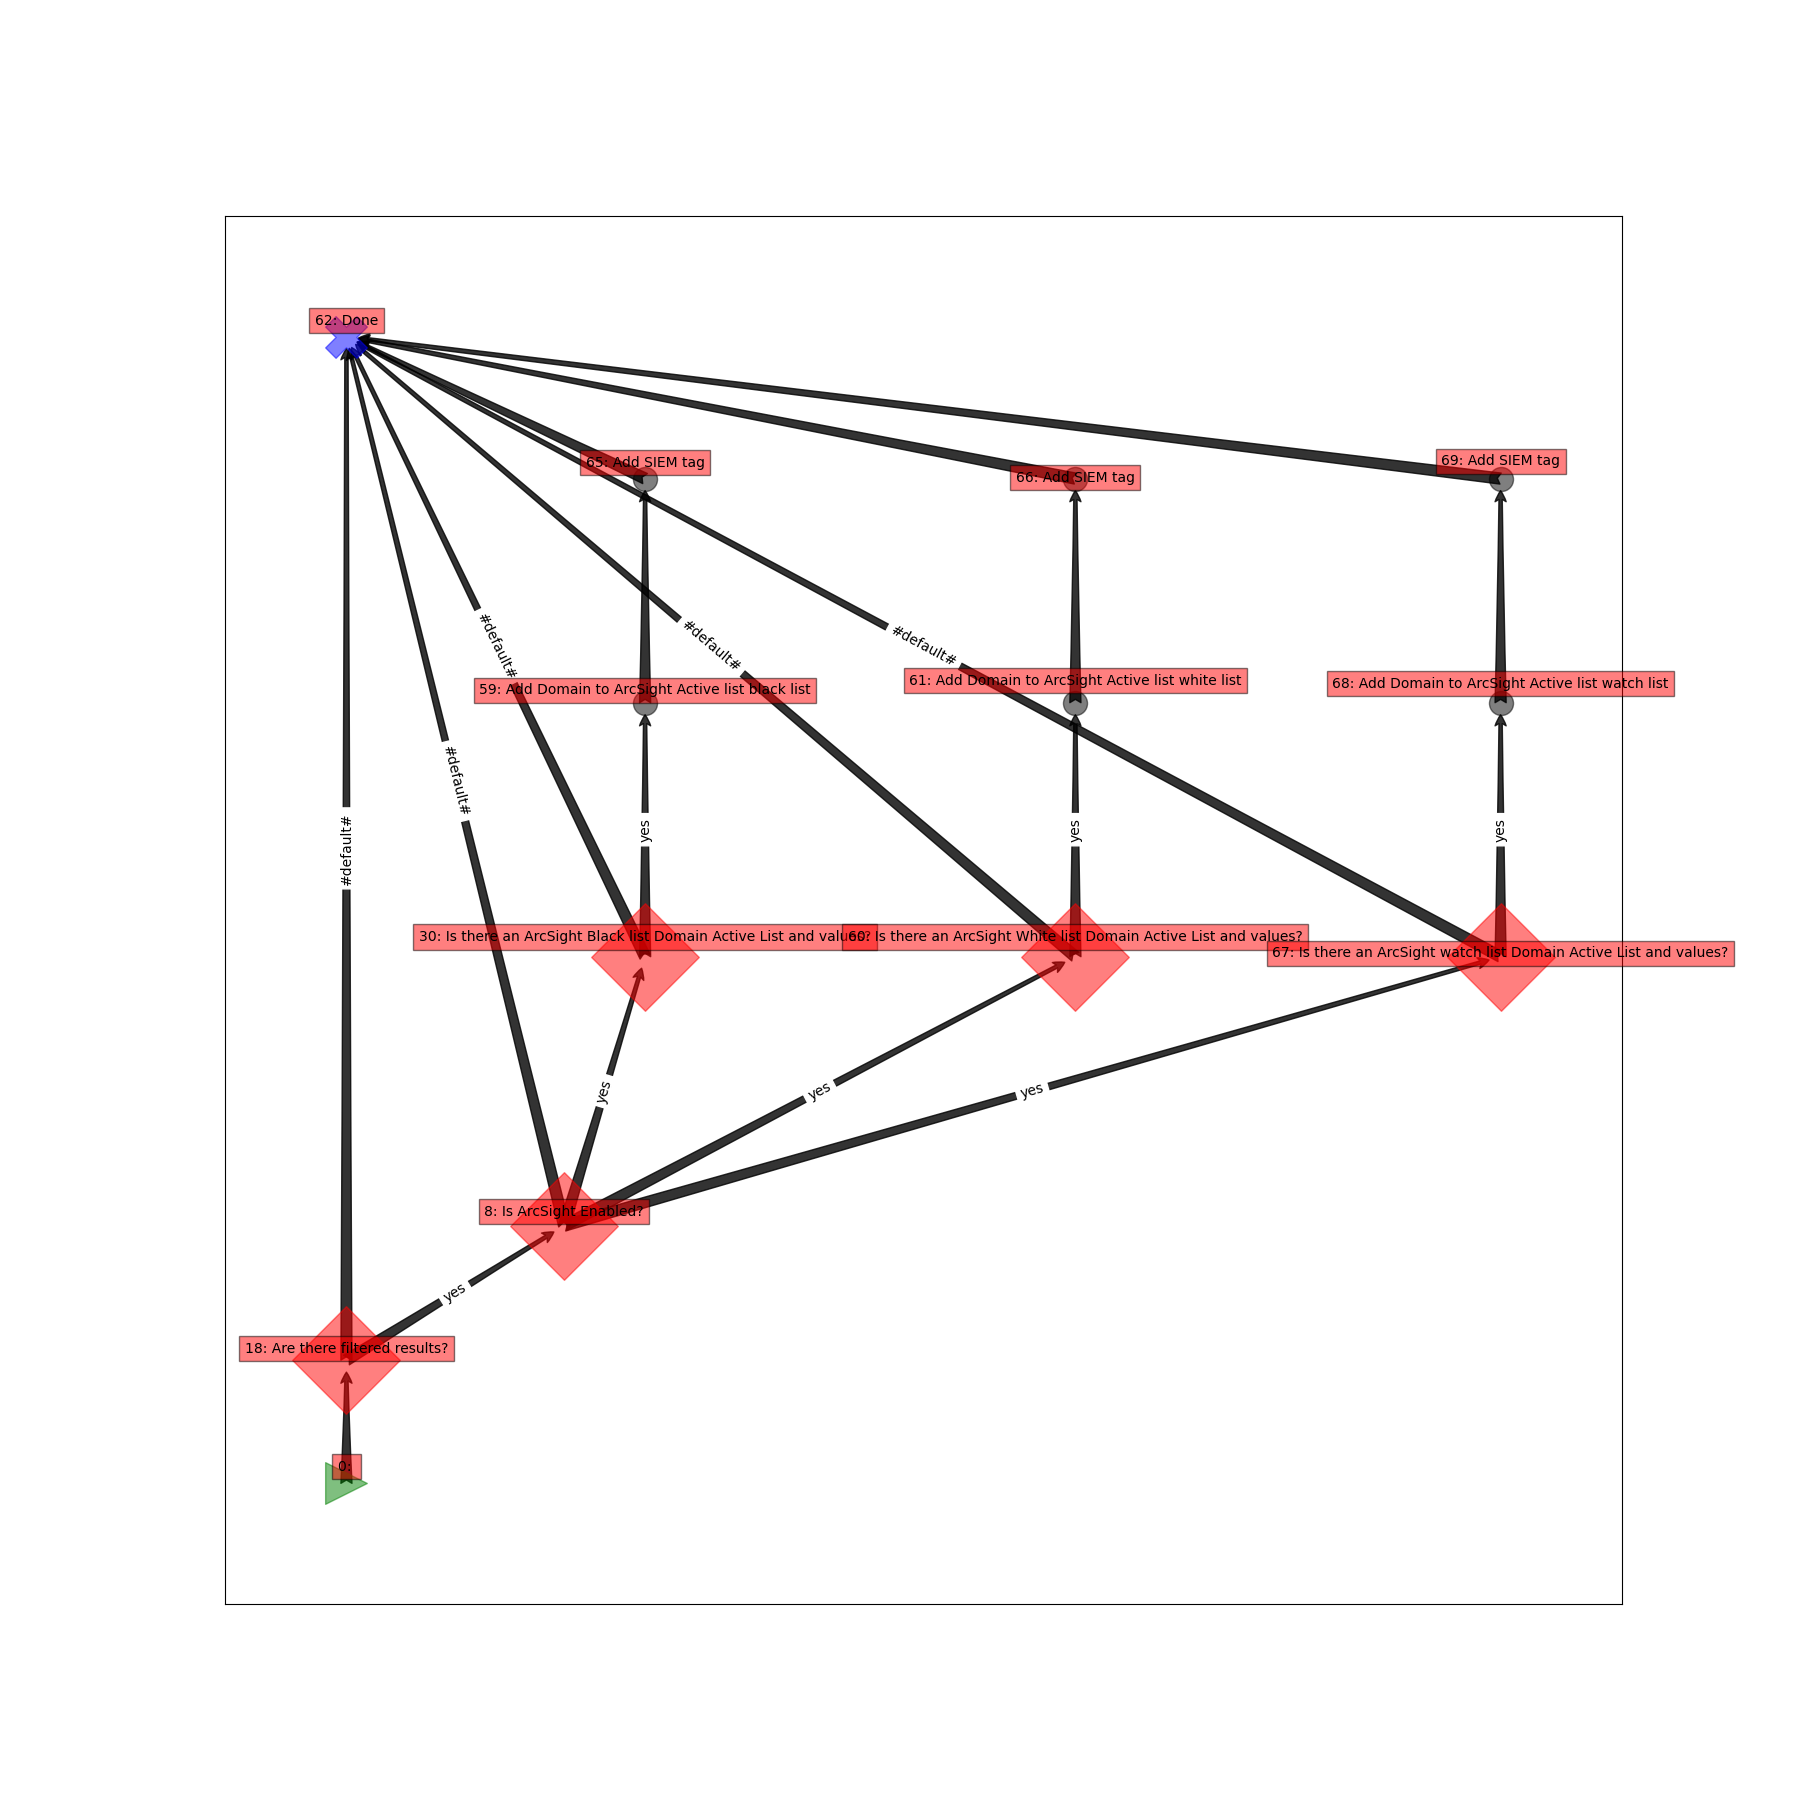 62: Done
65: Add SIEM tag
66: Add SIEM tag
69: Add SIEM tag
#default#
#default#
#default#
59: Add Domain to ArcSight Active list black list
61: Add Domain to ArcSight Active list white list
68: Add Domain to ArcSight Active list watch list
#default#
#default#
yes
yes
yes
30: Is there an ArcSight Black list Domain Active List and values?
60: Is there an ArcSight White list Domain Active List and values?
67: Is there an ArcSight watch list Domain Active List and values?
yes
yes
yes
8: Is ArcSight Enabled?
yes
18: Are there filtered results?
0: